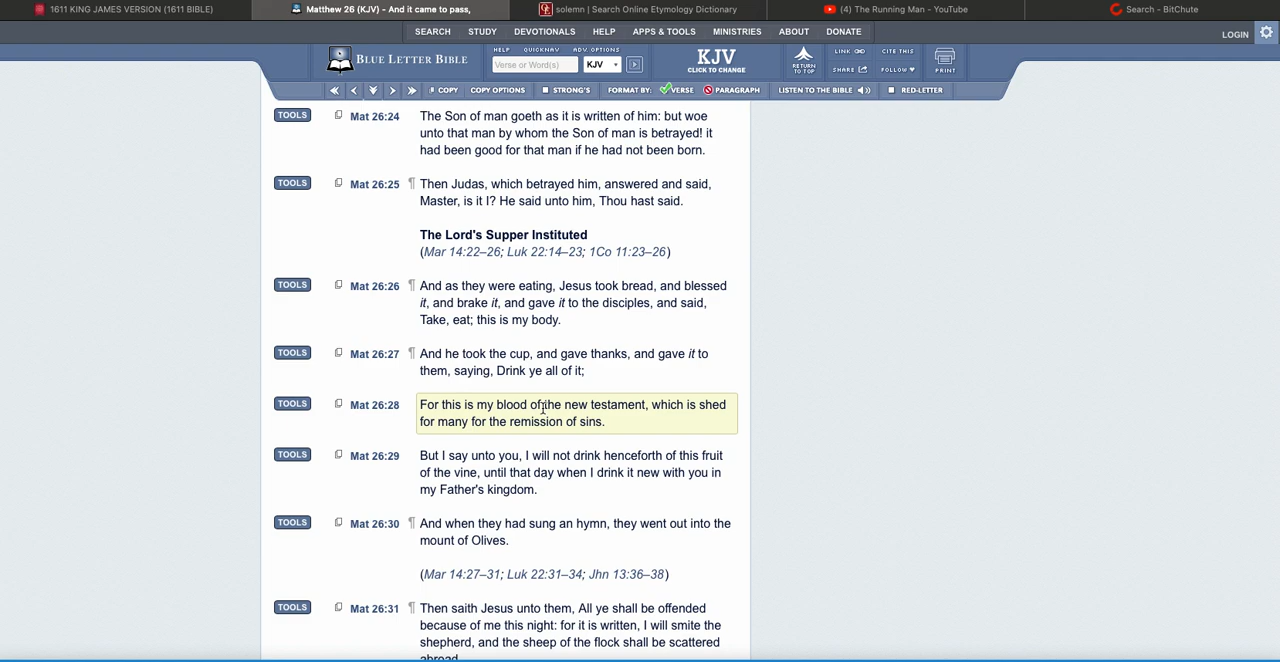 1611 KING JAMES VERSION (1611 BIBLE)
Matthew 26 (KJV) - And it came to pass,
solemn | Search Online Etymology Dictionary
(4) The Running Man - YouTube
Search - BitChute
SEARCH STUDY DEVOTIONALS HELP APPS & TOOLS MINISTRIES ABOUT DONATE
LOGIN
BLUE LETTER BIBLE
HELP QUICKNAV ADV. OPTIONS
Verse or Word(s) KJV
KJV
CLICK TO CHANGE
RETURN TO TOP
LINK
CITE THIS
SHARE
FOLLOW
PRINT
COPY COPY OPTIONS STRONG'S FORMAT BY: VERSE PARAGRAPH LISTEN TO THE BIBLE RED-LETTER
TOOLS Mat 26:24 The Son of man goeth as it is written of him: but woe
unto that man by whom the Son of man is betrayed! it
had been good for that man if he had not been born.
TOOLS Mat 26:25 ¶ Then Judas, which betrayed him, answered and said,
Master, is it I? He said unto him, Thou hast said.
The Lord's Supper Instituted
(Mar 14:22–26; Luk 22:14–23; 1Co 11:23–26)
TOOLS Mat 26:26 ¶ And as they were eating, Jesus took bread, and blessed
it, and brake it, and gave it to the disciples, and said,
Take, eat; this is my body.
TOOLS Mat 26:27 ¶ And he took the cup, and gave thanks, and gave it to
them, saying, Drink ye all of it;
TOOLS Mat 26:28 For this is my blood of the new testament, which is shed
for many for the remission of sins.
TOOLS Mat 26:29 But I say unto you, I will not drink henceforth of this fruit
of the vine, until that day when I drink it new with you in
my Father's kingdom.
TOOLS Mat 26:30 ¶ And when they had sung an hymn, they went out into the
mount of Olives.
(Mar 14:27–31; Luk 22:31–34; Jhn 13:36–38)
TOOLS Mat 26:31 ¶ Then saith Jesus unto them, All ye shall be offended
because of me this night: for it is written, I will smite the
shepherd, and the sheep of the flock shall be scattered
abroad.